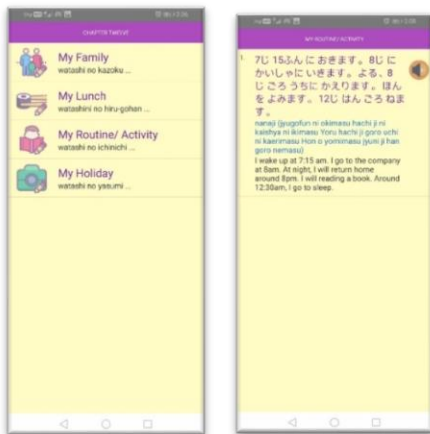 CHAPTER TWELVE
My Family
watashi no kazoku ...
My Lunch
watashini no hiru-gohan ...
My Routine/ Activity
watashi no ichinichi ...
My Holiday
watashi no yasumi ...
MY ROUTINE/ ACTIVITY
1.
7じ 15ふん に おきます。 8じ に
かいしゃに いきます。 よる、 8
じ ごろ うちに かえります。 ほん
を よみます。 12じ はん ごろ ねま
す。
nanaji (jyugofun ni okimasu hachi ji ni
kaishya ni ikimasu Yoru hachi ji goro uchi
ni kaerimasu Hon o yomimasu jyuni ji han
goro nemasu)
I wake up at 7:15 am. I go to the company
at 8am. At night, I will return home
around 8pm. I will reading a book. Around
12:30am, I go to sleep.